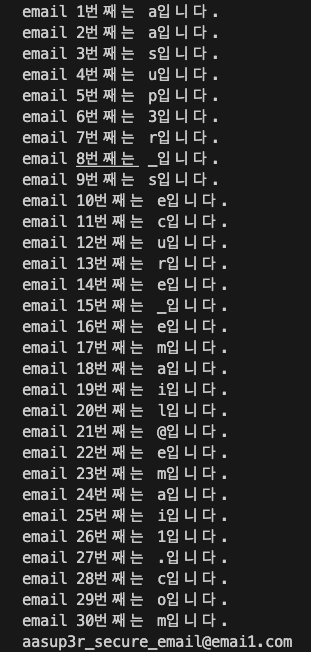 email 1번째는 a입니다.
email 2번째는 a입니다.
email 3번째는 s입니다.
email 4번째는 u입니다.
email 5번째는 p입니다.
email 6번째는 3입니다.
email 7번째는 r입니다.
email 8번째는 _입니다.
email 9번째는 s입니다.
email 10번째는 e입니다.
email 11번째는 c입니다.
email 12번째는 u입니다.
email 13번째는 r입니다.
email 14번째는 e입니다.
email 15번째는 _입니다.
email 16번째는 e입니다.
email 17번째는 m입니다.
email 18번째는 a입니다.
email 19번째는 i입니다.
email 20번째는 l입니다.
email 21번째는 @입니다.
email 22번째는 e입니다.
email 23번째는 m입니다.
email 24번째는 a입니다.
email 25번째는 i입니다.
email 26번째는 1입니다.
email 27번째는 .입니다.
email 28번째는 c입니다.
email 29번째는 o입니다.
email 30번째는 m입니다.
aasup3r_secure_email@emai1.com